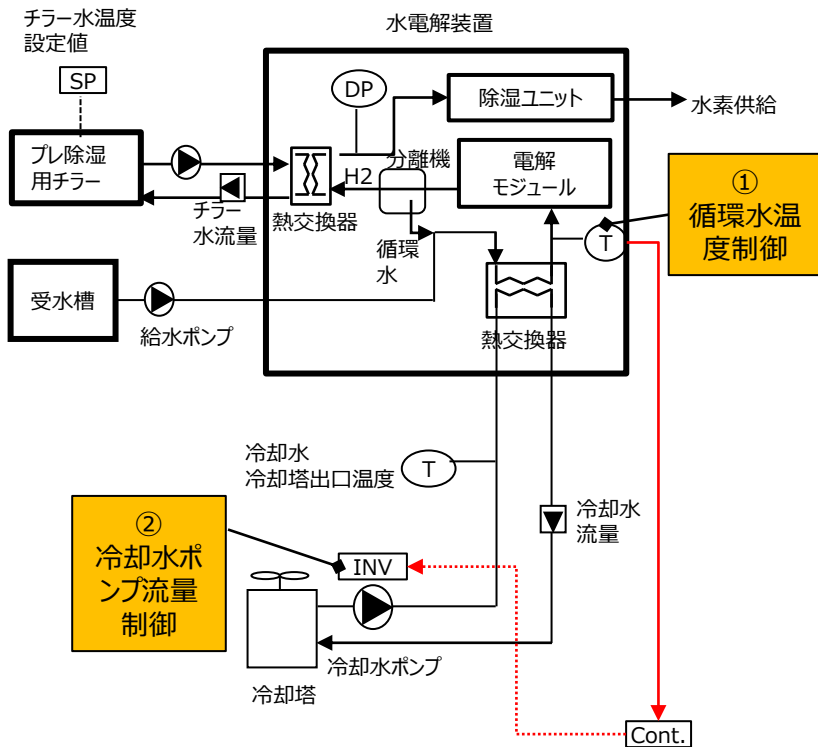 チラー水温度
設定値
SP
水電解装置
DP
除湿ユニット
水素供給
プレ除湿
用チラー
分離機
H2
電解
モジュール
①
循環水温
度制御
T
チラー
水流量
熱交換器
循環
水
受水槽
給水ポンプ
熱交換器
冷却水
冷却塔出口温度
T
冷却水
流量
②
冷却水ポ
ンプ流量
制御
INV
冷却水ポンプ
冷却塔
Cont.